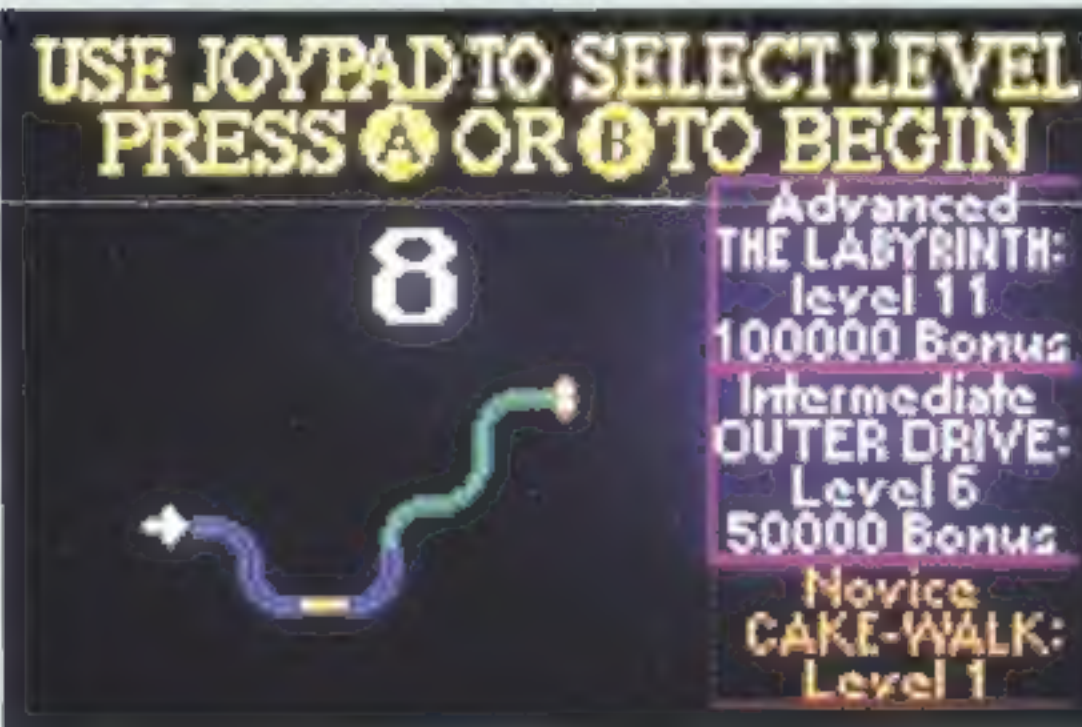 USE JOYPAD TO SELECT LEVEL
PRESS A OR B TO BEGIN
8
Advanced
THE LABYRINTH:
level 11
100000 Bonus
Intermediate
OUTER DRIVE:
Level 6
50000 Bonus
Novice
CAKE-WALK:
Level 1